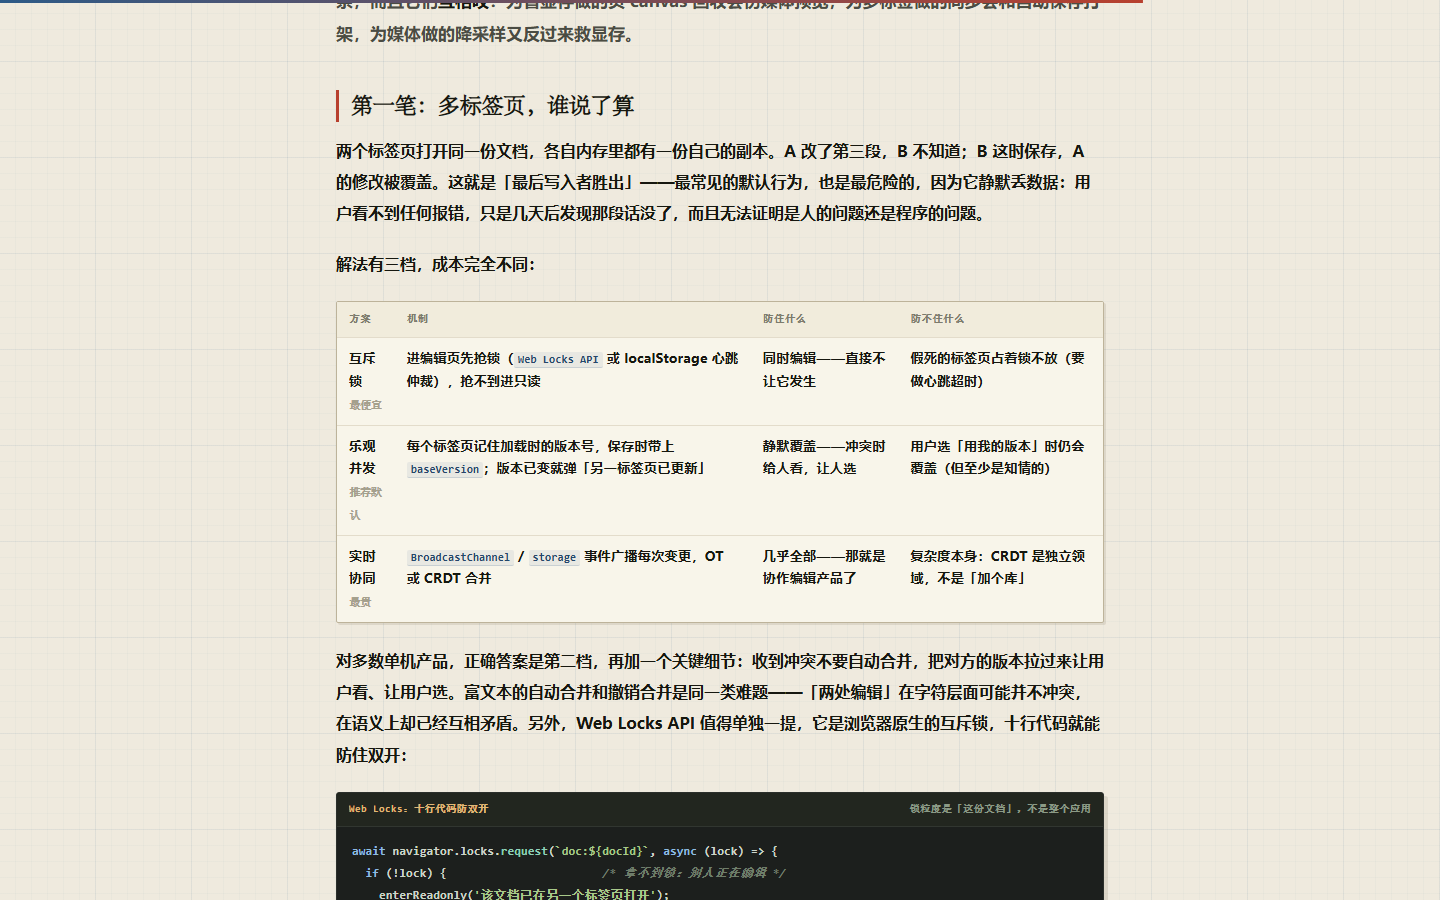 架，为媒体做的降采样又反过来救显存。
第一笔：多标签页，谁说了算
两个标签页打开同一份文档，各自内存里都有一份自己的副本。A 改了第三段，B 不知道；B 这时保存，A
的修改被覆盖。这就是「最后写入者胜出」——最常见的默认行为，也是最危险的，因为它静默丢数据：用
户看不到任何报错，只是几天后发现那段话没了，而且无法证明是人的问题还是程序的问题。
解法有三档，成本完全不同：
方案 机制 防住什么 防不住什么
互斥 进编辑页先抢锁（Web Locks API 或 localStorage 心跳 同时编辑——直接不 假死的标签页占着锁不放（要
锁 仲裁），抢不到进只读 让它发生 做心跳超时）
最便宜
乐观 每个标签页记住加载时的版本号，保存时带上 静默覆盖——冲突时 用户选「用我的版本」时仍会
并发 baseVersion；版本已变就弹「另一标签页已更新」 给人看，让人选 覆盖（但至少是知情的）
推荐默
认
实时 BroadcastChannel / storage 事件广播每次变更，OT 几乎全部——那就是 复杂度本身：CRDT 是独立领
协同 或 CRDT 合并 协作编辑产品了 域，不是「加个库」
最贵
对多数单机产品，正确答案是第二档，再加一个关键细节：收到冲突不要自动合并，把对方的版本拉过来让用
户看、让用户选。富文本的自动合并和撤销合并是同一类难题——「两处编辑」在字符层面可能并不冲突，
在语义上却已经互相矛盾。另外，Web Locks API 值得单独一提，它是浏览器原生的互斥锁，十行代码就能
防住双开：
Web Locks：十行代码防双开 锁粒度是「这份文档」，不是整个应用
await navigator.locks.request(`doc:${docId}`, async (lock) => {
if (!lock) { /* 拿不到锁：别人正在编辑 */
enterReadonly('该文档已在另一个标签页打开');